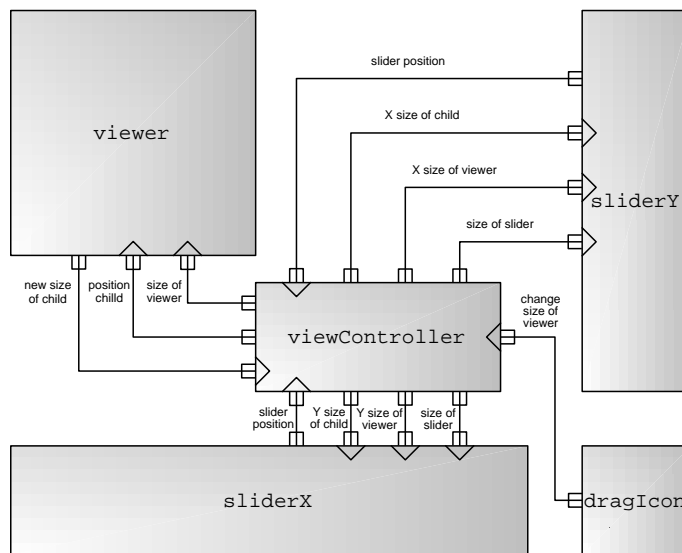 slider position
X size of child
viewer
X size of viewer
sliderY
size of slider
new size
of child
position
chilld
size of
viewer
change
size of
viewer
viewController
slider
position
Y size
of child
Y size of
viewer
size of
slider
sliderX
dragIcon